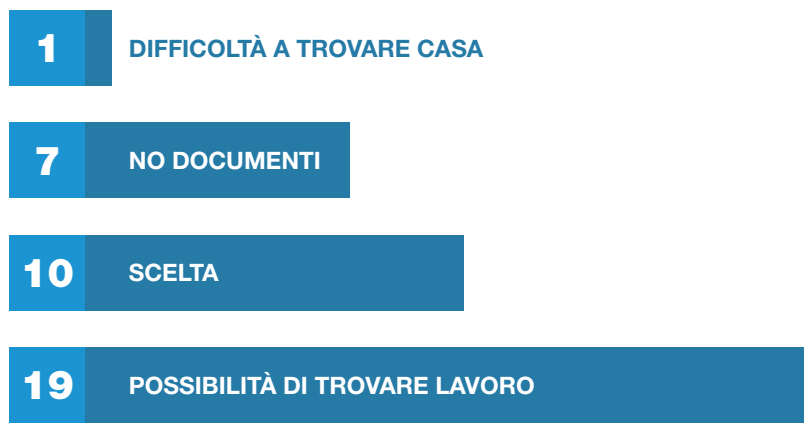 1 DIFFICOLTÀ A TROVARE CASA
7 NO DOCUMENTI
10 SCELTA
19 POSSIBILITÀ DI TROVARE LAVORO